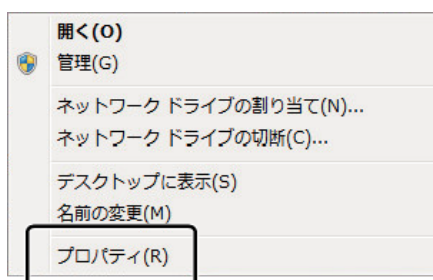 開く(O)
管理(G)
ネットワーク ドライブの割り当て(N)...
ネットワーク ドライブの切断(C)...
デスクトップに表示(S)
名前の変更(M)
プロパティ(R)